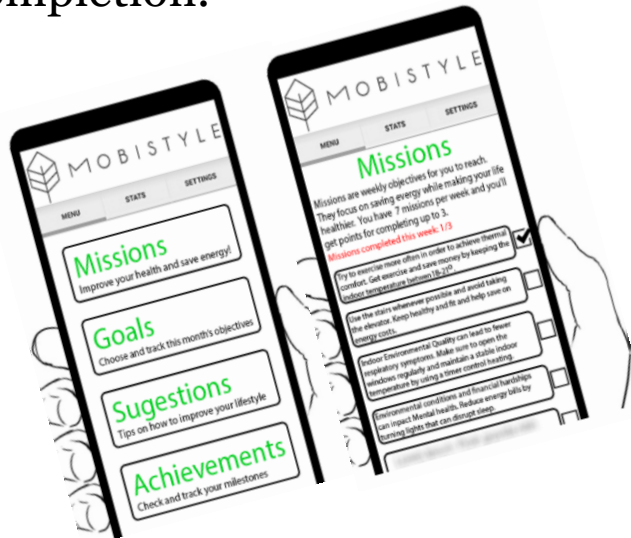 ompletion.
MOBISTYLE
MENU STATS SETTINGS
Missions
Improve your health and save energy!
Goals
Choose and track this month's objectives
Sugestions
Tips on how to improve your lifestyle
Achievements
Check and track your milestones
MOBISTYLE
MENU STATS SETTINGS
Missions
Missions are weekly objectives for you to reach.
They focus on saving evergy while making your life
healthier. You have 7 missions per week and you'll
get points for completing up to 3.
Missions completed this week: 1/3
Try to exercise more often in order to achieve thermal
comfort. Get exercise and save money by keeping the
indoor temperature between 18-21º.
Use the stairs whenever possible and avoid taking
the elevator. Keep healthy and fit and help save on
energy costs.
Indoor Environmental Quality can lead to fewer
respiratory symptoms. Make sure to open the
windows regularly and maintain a stable indoor
temperature by using a timer control heating.
Environmental conditions and financial hardships
can inpact Mental health. Reduce energy bills by
turning lights that can disrupt sleep.